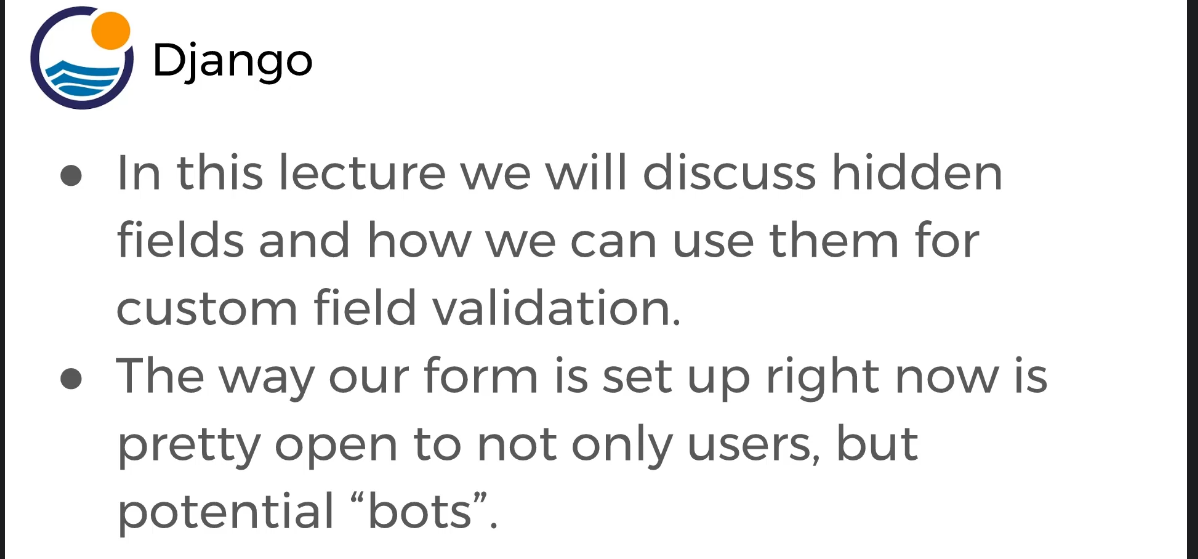 Django
● In this lecture we will discuss hidden
fields and how we can use them for
custom field validation.
● The way our form is set up right now is
pretty open to not only users, but
potential “bots”.